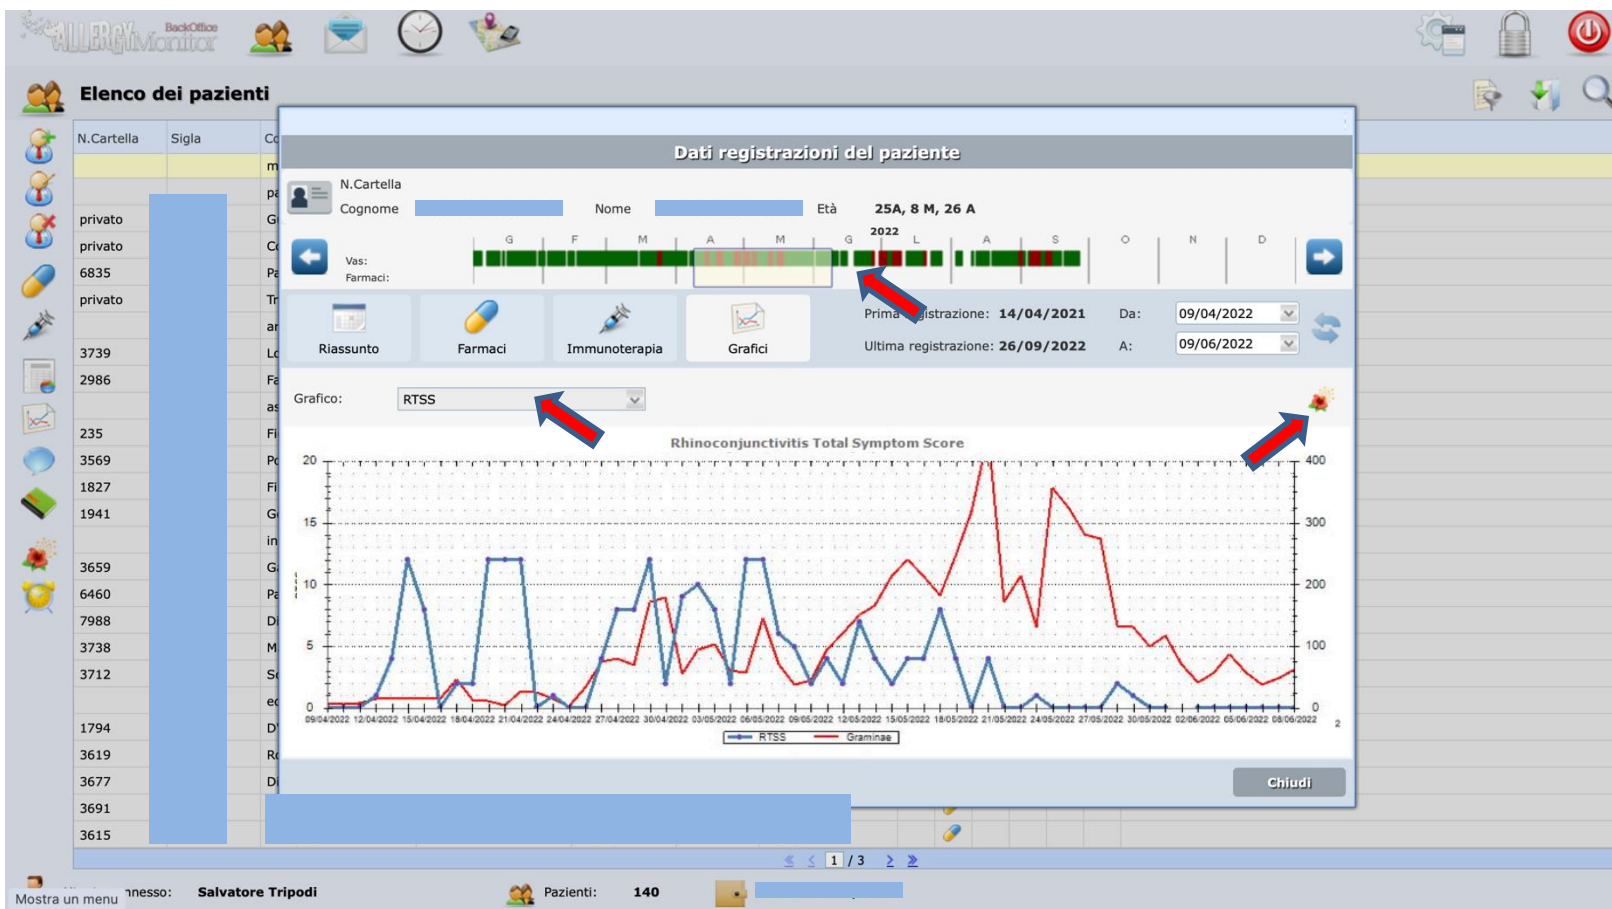 ALLERGY Monitor BackOffice
Elenco dei pazienti
N.Cartella Sigla
Dati registrazioni del paziente
N.Cartella
Cognome Nome Età 25A, 8 M, 26 A
2022
G F M A M G L A S O N D
Vas:
Farmaci:
Prima registrazione: 14/04/2021 Da: 09/04/2022
Riassunto Farmaci Immunoterapia Grafici Ultima registrazione: 26/09/2022 A: 09/06/2022
Grafico: RTSS
Rhinoconjunctivitis Total Symptom Score
20 400
15 300
10 200
5 100
0 0
09/04/2022 12/04/2022 15/04/2022 18/04/2022 21/04/2022 24/04/2022 27/04/2022 30/04/2022 03/05/2022 06/05/2022 09/05/2022 12/05/2022 15/05/2022 18/05/2022 21/05/2022 24/05/2022 27/05/2022 30/05/2022 02/06/2022 05/06/2022 08/06/2022 2
RTSS Graminae
Chiudi
privato
privato
6835
privato
3739
2986
235
3569
1827
1941
3659
6460
7988
3738
3712
1794
3619
3677
3691
3615
1 / 3
Mostra un menu nnesso: Salvatore Tripodi Pazienti: 140